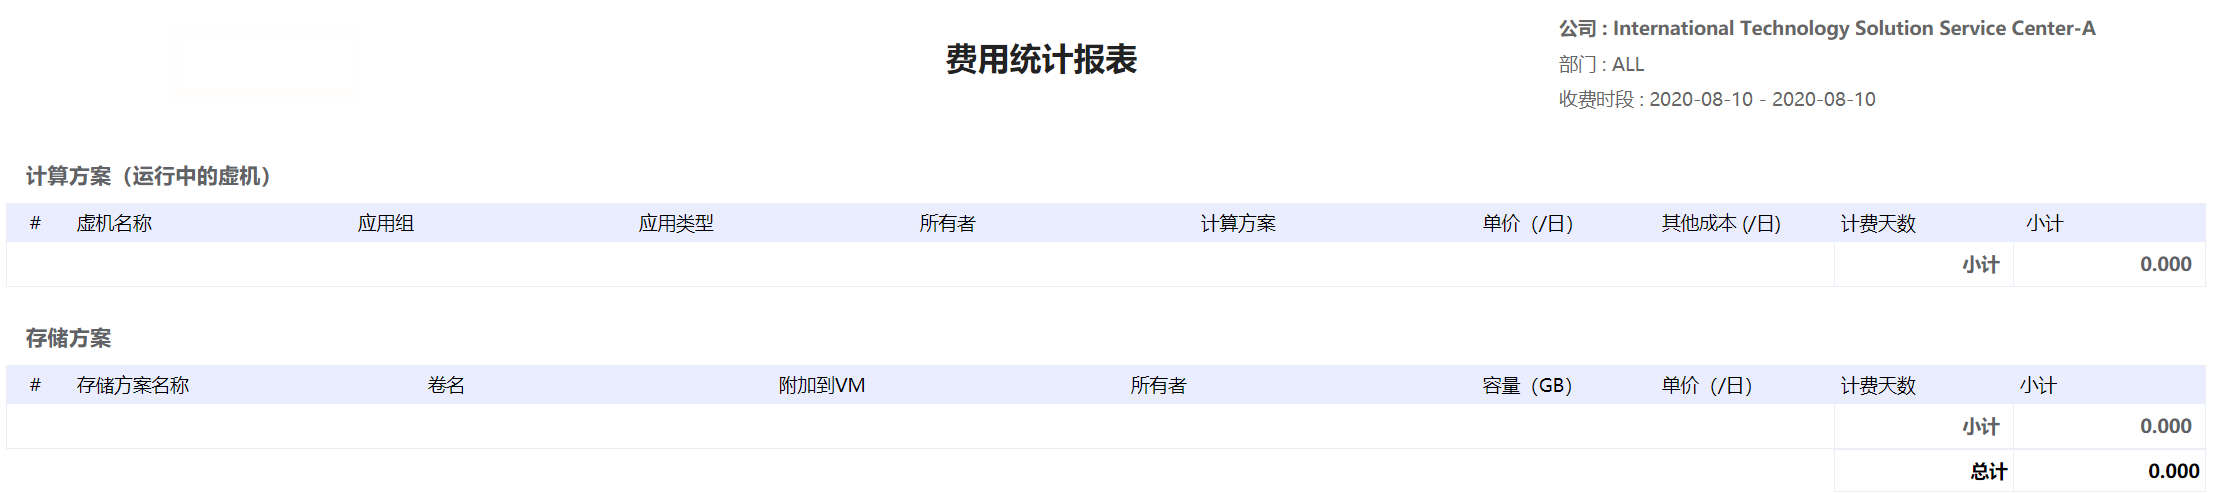 费用统计报表
公司 : International Technology Solution Service Center-A
部门 : ALL
收费时段 : 2020-08-10 - 2020-08-10
计算方案（运行中的虚机）
# 虚机名称 应用组 应用类型 所有者 计算方案 单价（/日） 其他成本 (/日) 计费天数 小计
小计 0.000
存储方案
# 存储方案名称 卷名 附加到VM 所有者 容量（GB） 单价（/日） 计费天数 小计
小计 0.000
总计 0.000